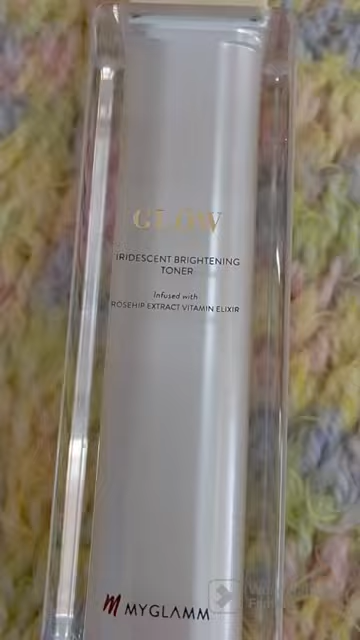 GLOW
IRIDESCENT BRIGHTENING
TONER
Infused with
ROSEHIP EXTRACT VITAMIN ELIXIR
MYGLAMM